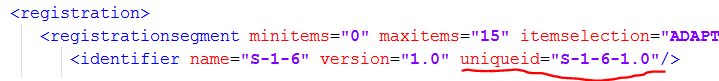 <registration>
<registrationsegment minitems="0" maxitems="15" itemselection="ADAPT
<identifier name="S-1-6" version="1.0" uniqueid="S-1-6-1.0"/>